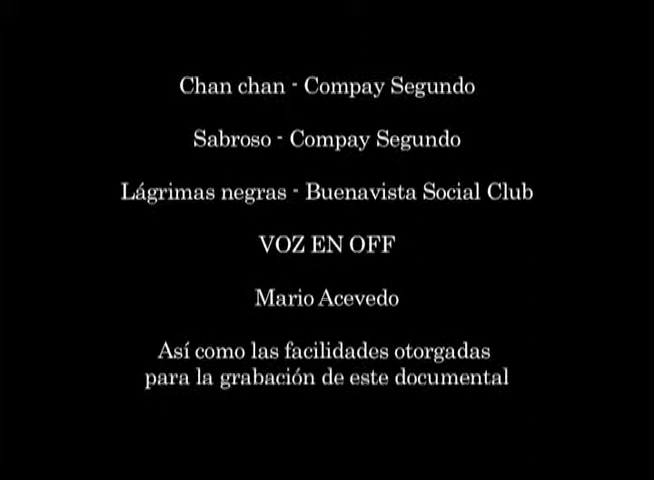 Chan chan - Compay Segundo
Sabroso - Compay Segundo
Lágrimas negras - Buenavista Social Club
VOZ EN OFF
Mario Acevedo
Así como las facilidades otorgadas
para la grabación de este documental